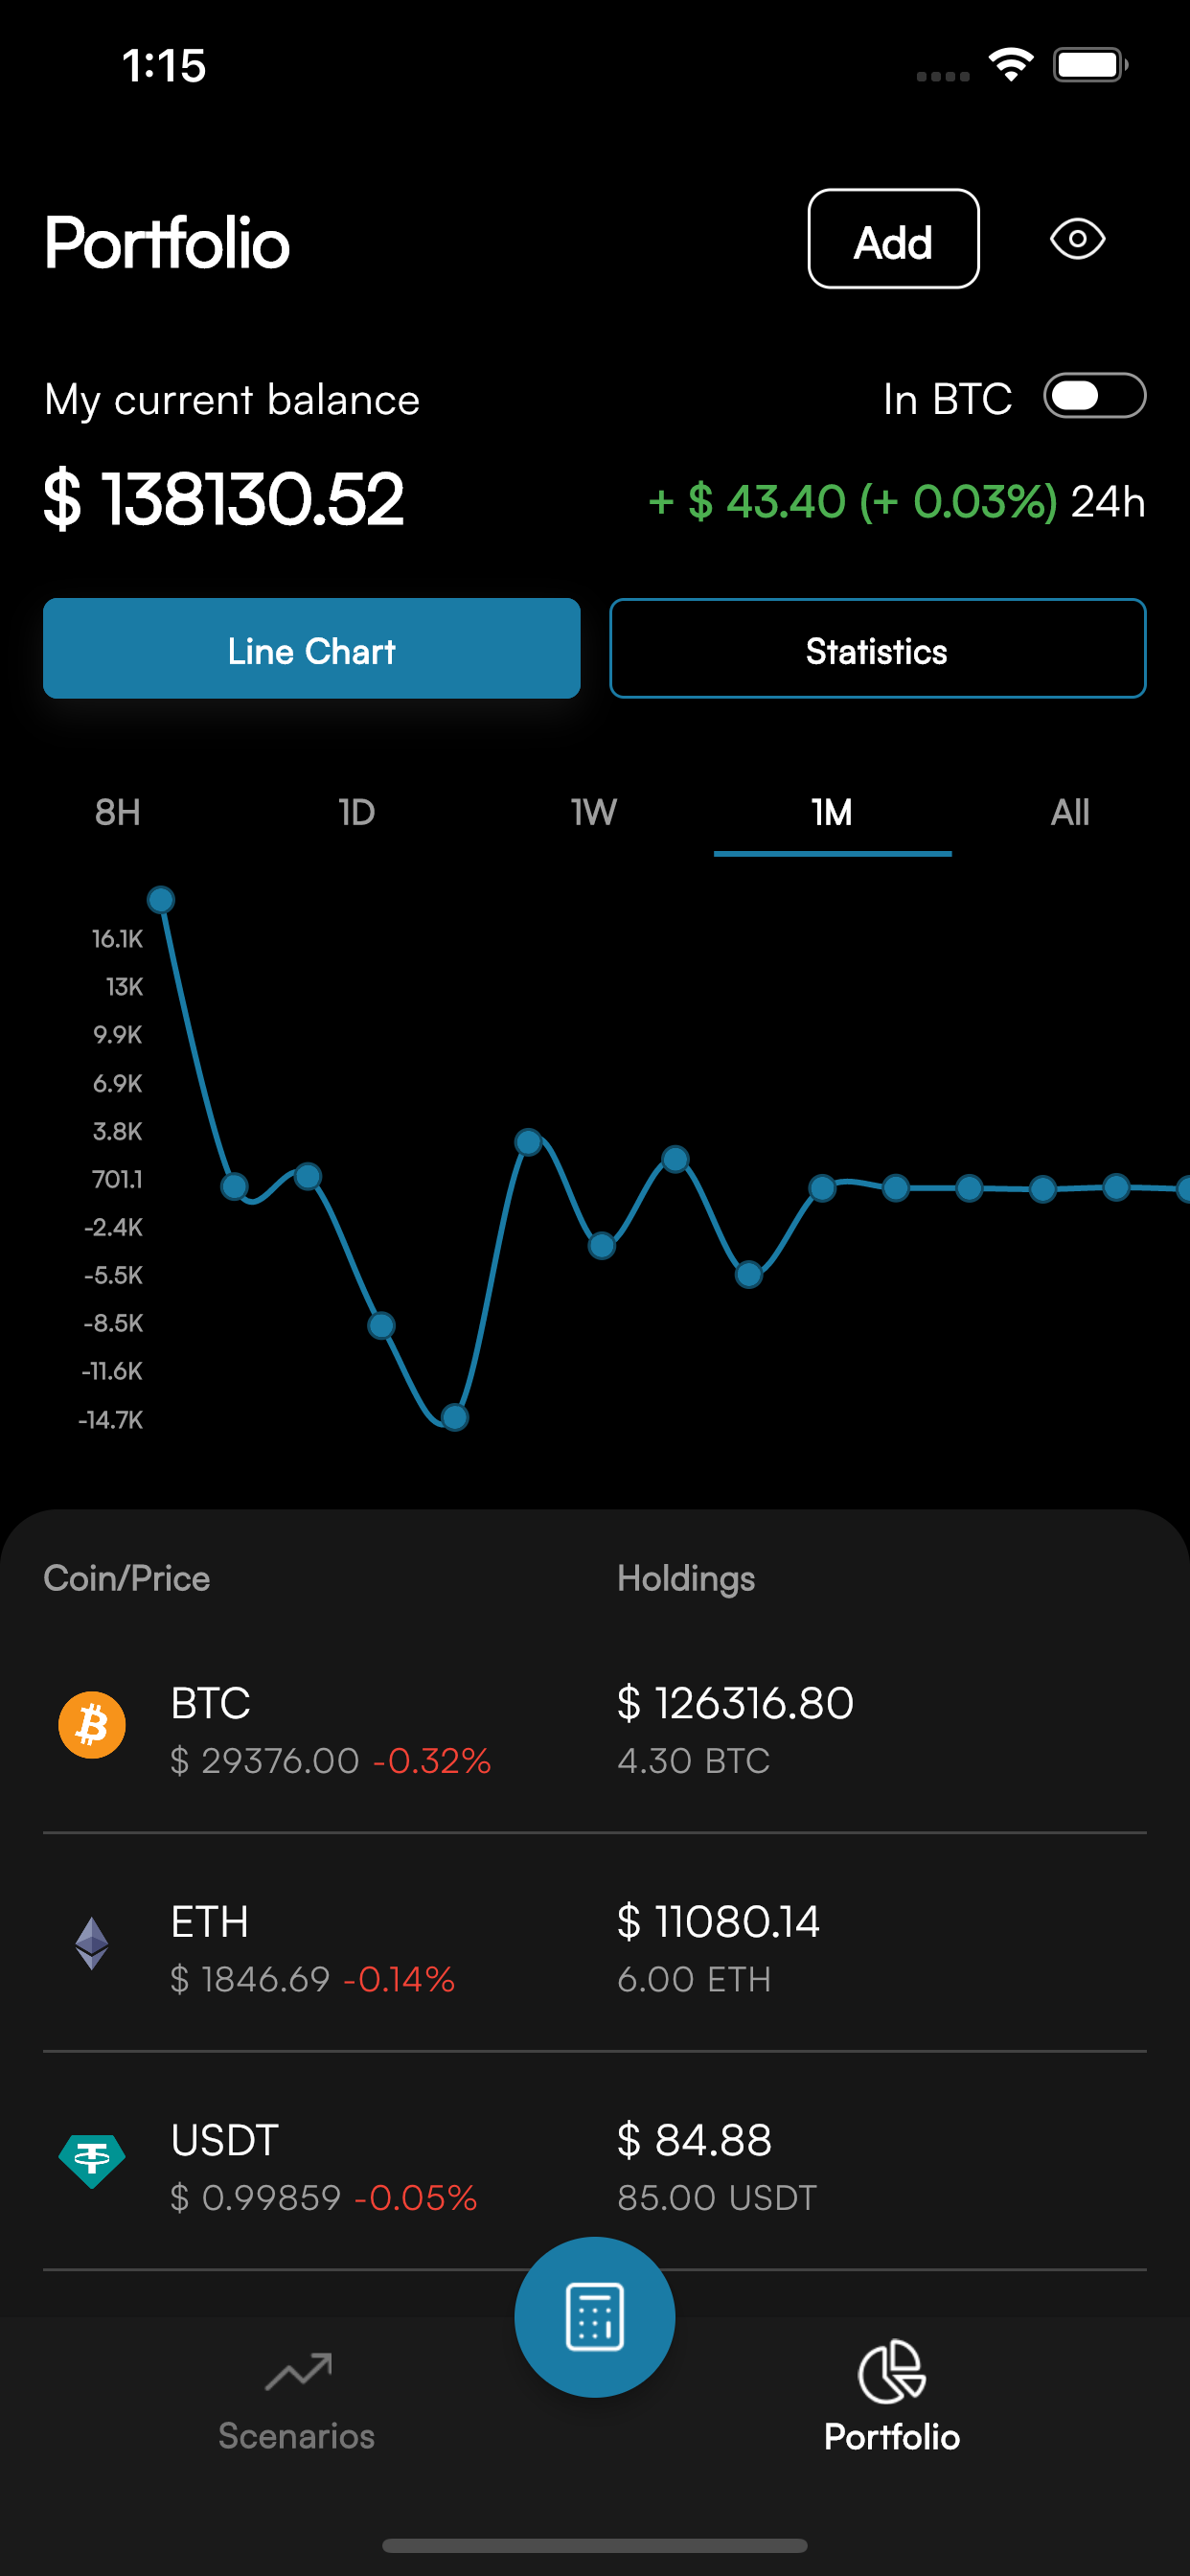 1:15
Portfolio
Add
My current balance
In BTC
$ 138130.52
+ $ 43.40 (+ 0.03%) 24h
Line Chart
Statistics
8H 1D 1W 1M All
16.1K
13K
9.9K
6.9K
3.8K
701.1
-2.4K
-5.5K
-8.5K
-11.6K
-14.7K
Coin/Price
Holdings
BTC
$ 126316.80
$ 29376.00 -0.32%
4.30 BTC
ETH
$ 11080.14
$ 1846.69 -0.14%
6.00 ETH
USDT
$ 84.88
$ 0.99859 -0.05%
85.00 USDT
Scenarios
Portfolio